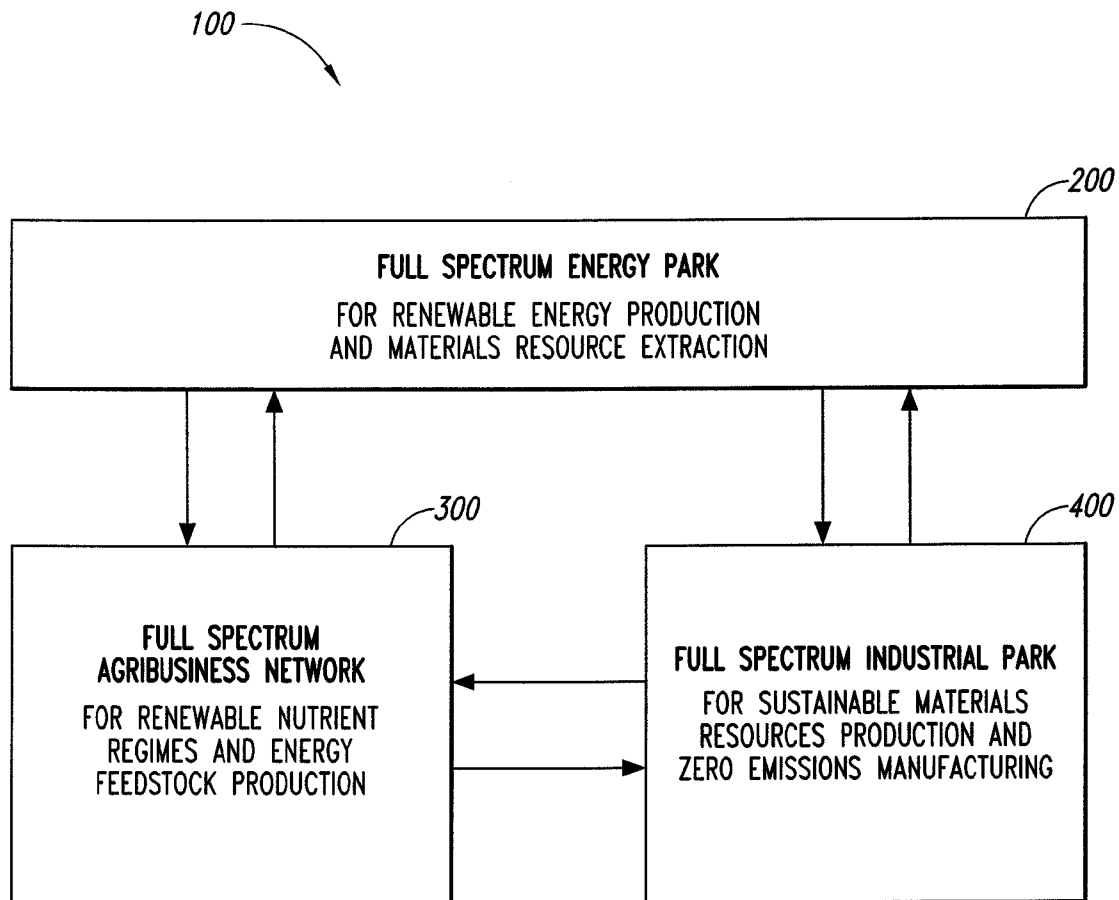 100
200
FULL SPECTRUM ENERGY PARK
FOR RENEWABLE ENERGY PRODUCTION
AND MATERIALS RESOURCE EXTRACTION
300
FULL SPECTRUM
AGRIBUSINESS NETWORK
FOR RENEWABLE NUTRIENT
REGIMES AND ENERGY
FEEDSTOCK PRODUCTION
400
FULL SPECTRUM INDUSTRIAL PARK
FOR SUSTAINABLE MATERIALS
RESOURCES PRODUCTION AND
ZERO EMISSIONS MANUFACTURING